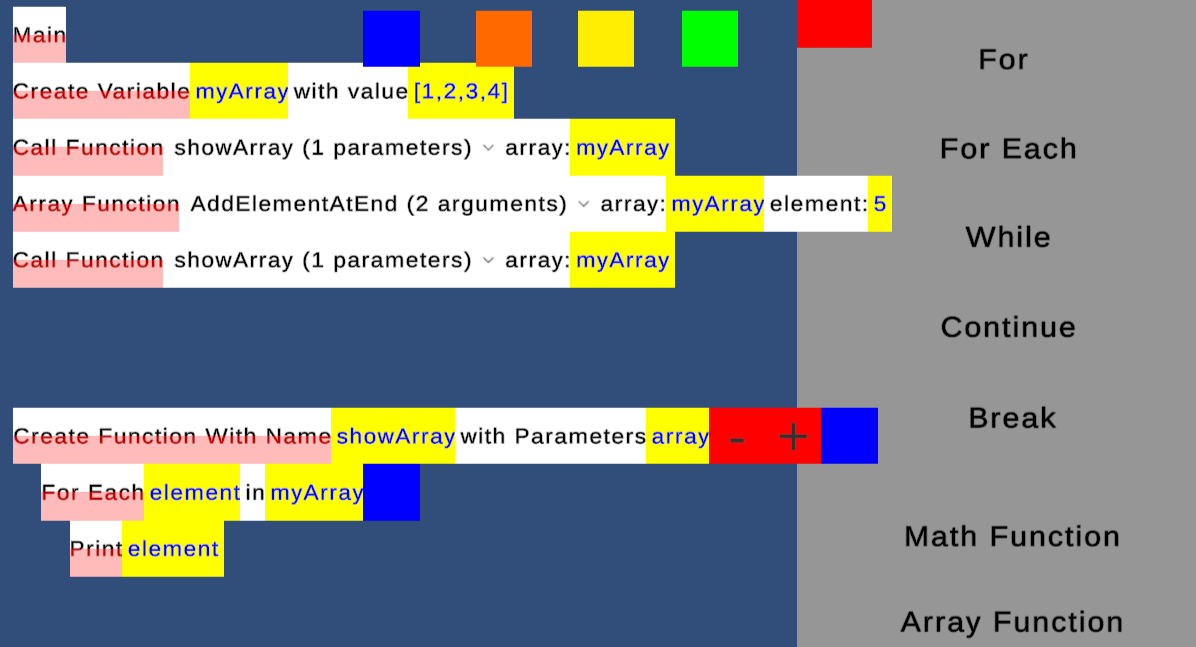 Main
Create Variable myArray with value [1,2,3,4]
Call Function showArray (1 parameters) array: myArray
Array Function AddElementAtEnd (2 arguments) array: myArray element: 5
Call Function showArray (1 parameters) array: myArray
Create Function With Name showArray with Parameters array - +
For Each element in myArray
Print element
For
For Each
While
Continue
Break
Math Function
Array Function